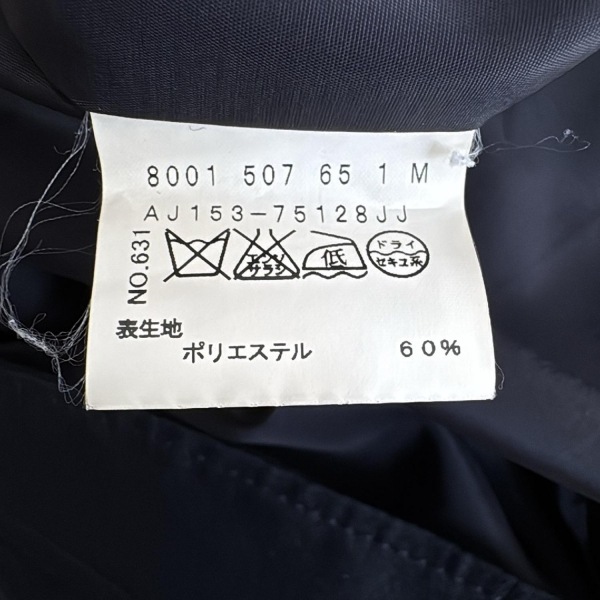 8001 507 65 1 M
AJ153-75128JJ
NO.631
エンソ サラシ
低
ドライ
セキユ系
表生地
ポリエステル 60%